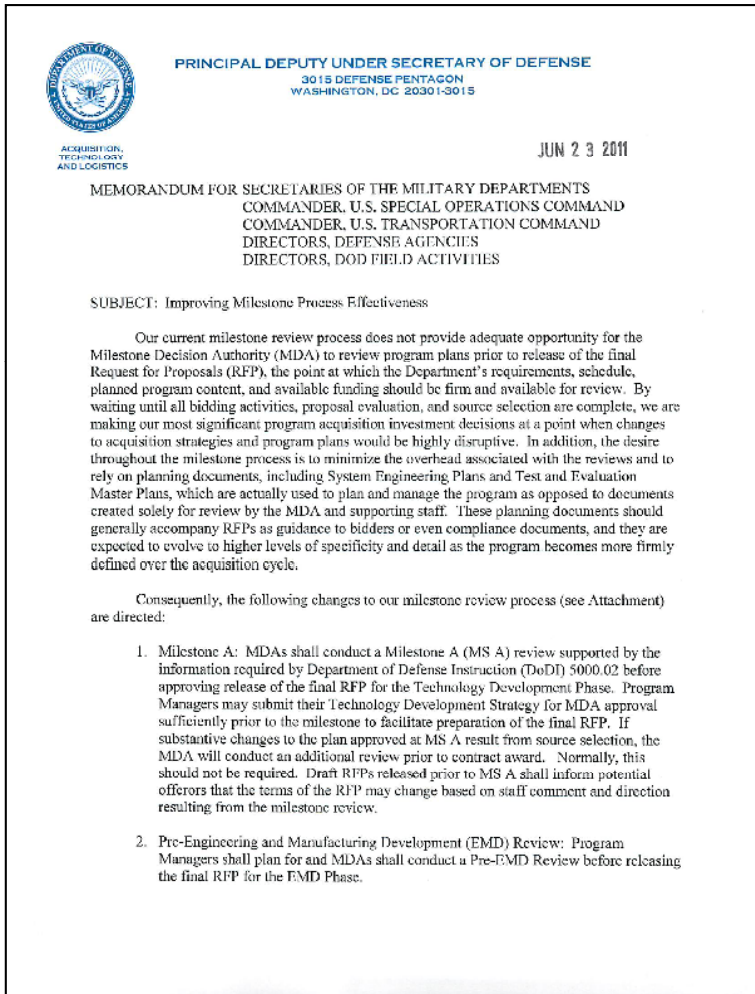 PRINCIPAL DEPUTY UNDER SECRETARY OF DEFENSE
3015 DEFENSE PENTAGON
WASHINGTON, DC 20301-3015
DEPARTMENT OF DEFENSE
UNITED STATES OF AMERICA
ACQUISITION,
TECHNOLOGY
AND LOGISTICS
JUN 23 2011
MEMORANDUM FOR SECRETARIES OF THE MILITARY DEPARTMENTS
COMMANDER, U.S. SPECIAL OPERATIONS COMMAND
COMMANDER, U.S. TRANSPORTATION COMMAND
DIRECTORS, DEFENSE AGENCIES
DIRECTORS, DOD FIELD ACTIVITIES
SUBJECT: Improving Milestone Process Effectiveness
Our current milestone review process does not provide adequate opportunity for the
Milestone Decision Authority (MDA) to review program plans prior to release of the final
Request for Proposals (RFP), the point at which the Department's requirements, schedule,
planned program content, and available funding should be firm and available for review. By
waiting until all bidding activities, proposal evaluation, and source selection are complete, we are
making our most significant program acquisition investment decisions at a point when changes
to acquisition strategies and program plans would be highly disruptive. In addition, the desire
throughout the milestone process is to minimize the overhead associated with the reviews and to
rely on planning documents, including System Engineering Plans and Test and Evaluation
Master Plans, which are actually used to plan and manage the program as opposed to documents
created solely for review by the MDA and supporting staff. These planning documents should
generally accompany RFPs as guidance to bidders or even compliance documents, and they are
expected to evolve to higher levels of specificity and detail as the program becomes more firmly
defined over the acquisition cycle.
Consequently, the following changes to our milestone review process (see Attachment)
are directed:
1. Milestone A: MDAs shall conduct a Milestone A (MS A) review supported by the
information required by Department of Defense Instruction (DoDI) 5000.02 before
approving release of the final RFP for the Technology Development Phase. Program
Managers may submit their Technology Development Strategy for MDA approval
sufficiently prior to the milestone to facilitate preparation of the final RFP. If
substantive changes to the plan approved at MS A result from source selection, the
MDA will conduct an additional review prior to contract award. Normally, this
should not be required. Draft RFPs released prior to MS A shall inform potential
offerors that the terms of the RFP may change based on staff comment and direction
resulting from the milestone review.
2. Pre-Engineering and Manufacturing Development (EMD) Review: Program
Managers shall plan for and MDAs shall conduct a Pre-EMD Review before releasing
the final RFP for the EMD Phase.